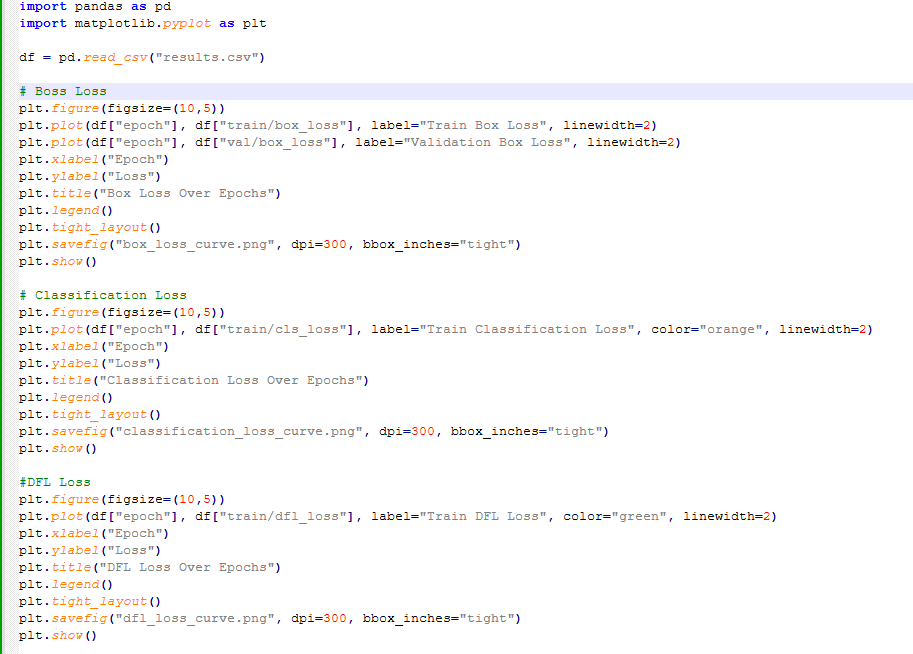 import pandas as pd
import matplotlib.pyplot as plt
df = pd.read_csv("results.csv")
# Boss Loss
plt.figure(figsize=(10,5))
plt.plot(df["epoch"], df["train/box_loss"], label="Train Box Loss", linewidth=2)
plt.plot(df["epoch"], df["val/box_loss"], label="Validation Box Loss", linewidth=2)
plt.xlabel("Epoch")
plt.ylabel("Loss")
plt.title("Box Loss Over Epochs")
plt.legend()
plt.tight_layout()
plt.savefig("box_loss_curve.png", dpi=300, bbox_inches="tight")
plt.show()
# Classification Loss
plt.figure(figsize=(10,5))
plt.plot(df["epoch"], df["train/cls_loss"], label="Train Classification Loss", color="orange", linewidth=2)
plt.xlabel("Epoch")
plt.ylabel("Loss")
plt.title("Classification Loss Over Epochs")
plt.legend()
plt.tight_layout()
plt.savefig("classification_loss_curve.png", dpi=300, bbox_inches="tight")
plt.show()
#DFL Loss
plt.figure(figsize=(10,5))
plt.plot(df["epoch"], df["train/dfl_loss"], label="Train DFL Loss", color="green", linewidth=2)
plt.xlabel("Epoch")
plt.ylabel("Loss")
plt.title("DFL Loss Over Epochs")
plt.legend()
plt.tight_layout()
plt.savefig("dfl_loss_curve.png", dpi=300, bbox_inches="tight")
plt.show()